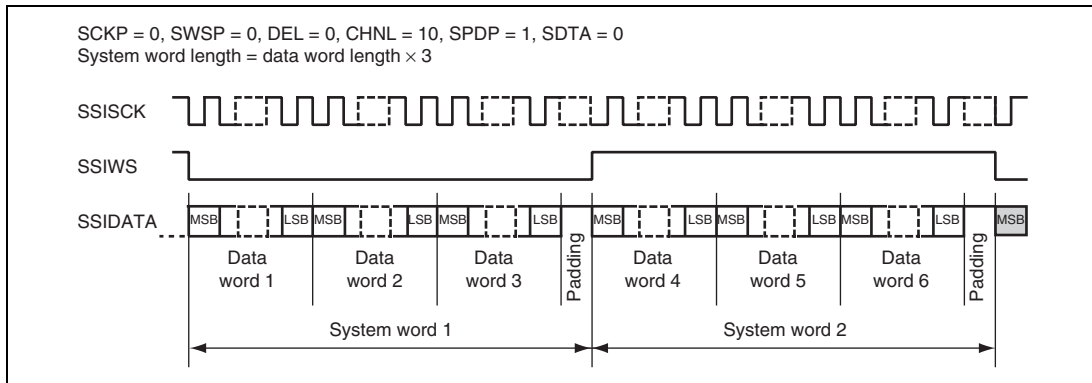 SCKP = 0, SWSP = 0, DEL = 0, CHNL = 10, SPDP = 1, SDTA = 0
System word length = data word length × 3
SSISCK
SSIWS
SSIDATA
MSB LSB MSB LSB MSB LSB MSB LSB MSB LSB MSB LSB MSB
Data word 1
Data word 2
Data word 3
Padding
Data word 4
Data word 5
Data word 6
Padding
System word 1
System word 2